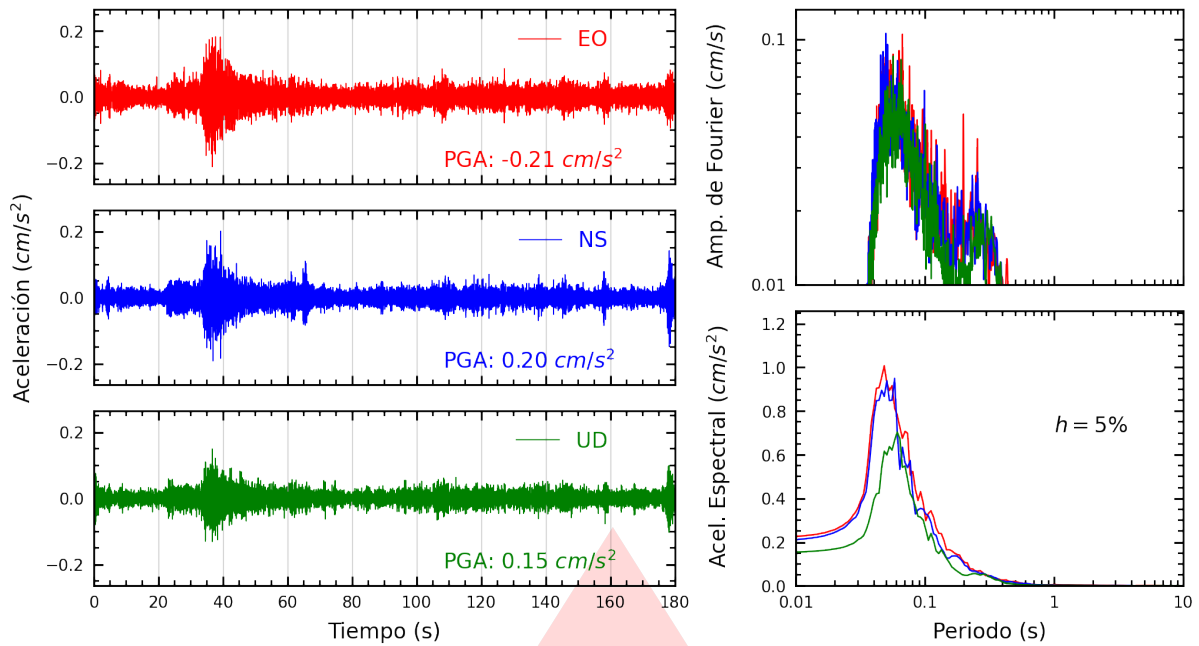 Aceleración (cm/s²)
0.2
0.0
−0.2
EO
PGA: -0.21 cm/s²
0.2
0.0
−0.2
NS
PGA: 0.20 cm/s²
0.2
0.0
−0.2
UD
PGA: 0.15 cm/s²
0 20 40 60 80 100 120 140 160 180
Tiempo (s)
Amp. de Fourier (cm/s)
0.1
0.01
Acel. Espectral (cm/s²)
1.2
1.0
0.8
0.6
0.4
0.2
0.0
h = 5%
0.01 0.1 1 10
Periodo (s)